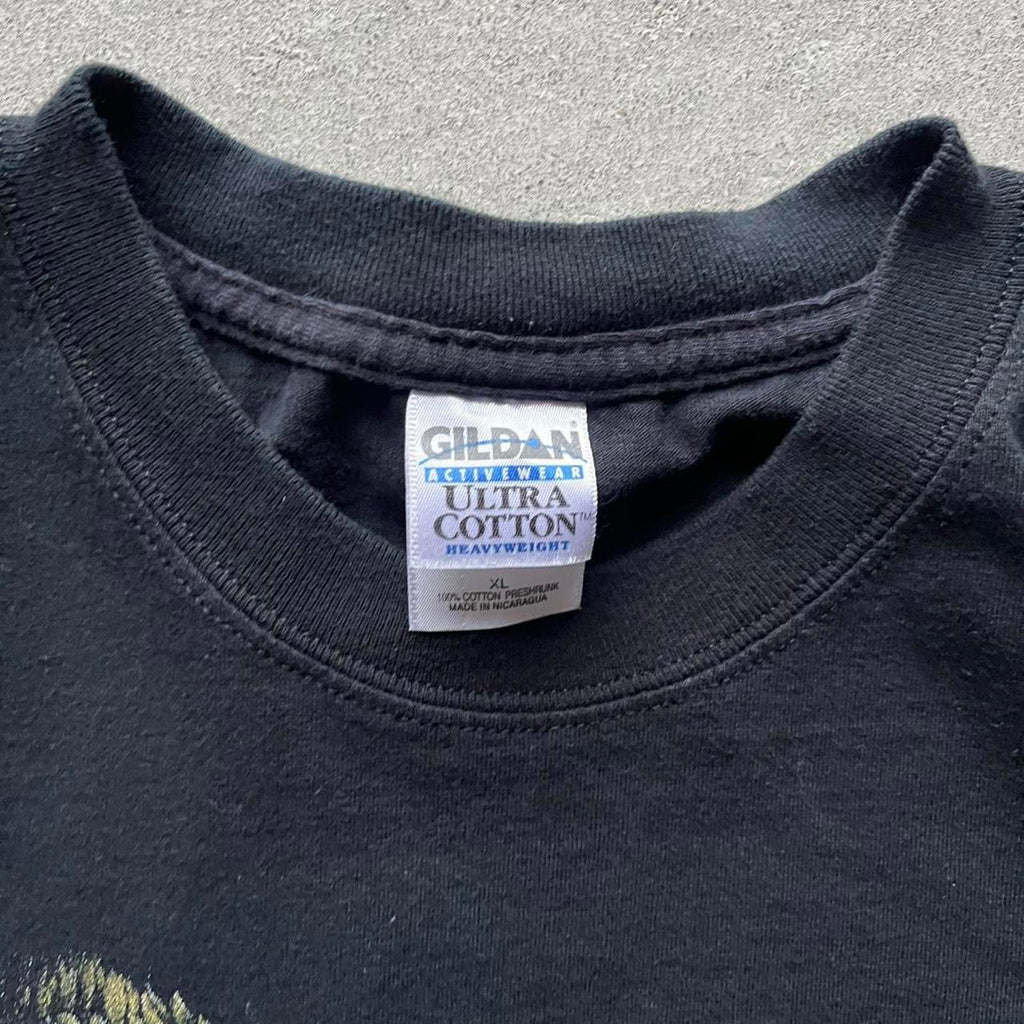 GILDAN®
ACTIVEWEAR
ULTRA
COTTON™
HEAVYWEIGHT
XL
100% COTTON PRESHRUNK
MADE IN NICARAGUA